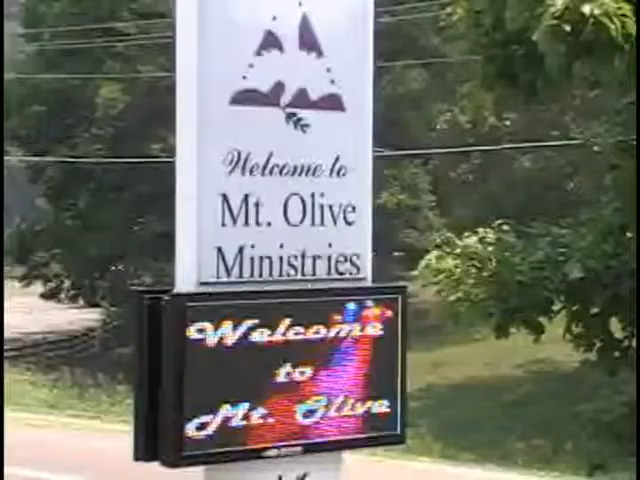 Welcome to
Mt. Olive
Ministries
Welcome
to
Mt. Olive